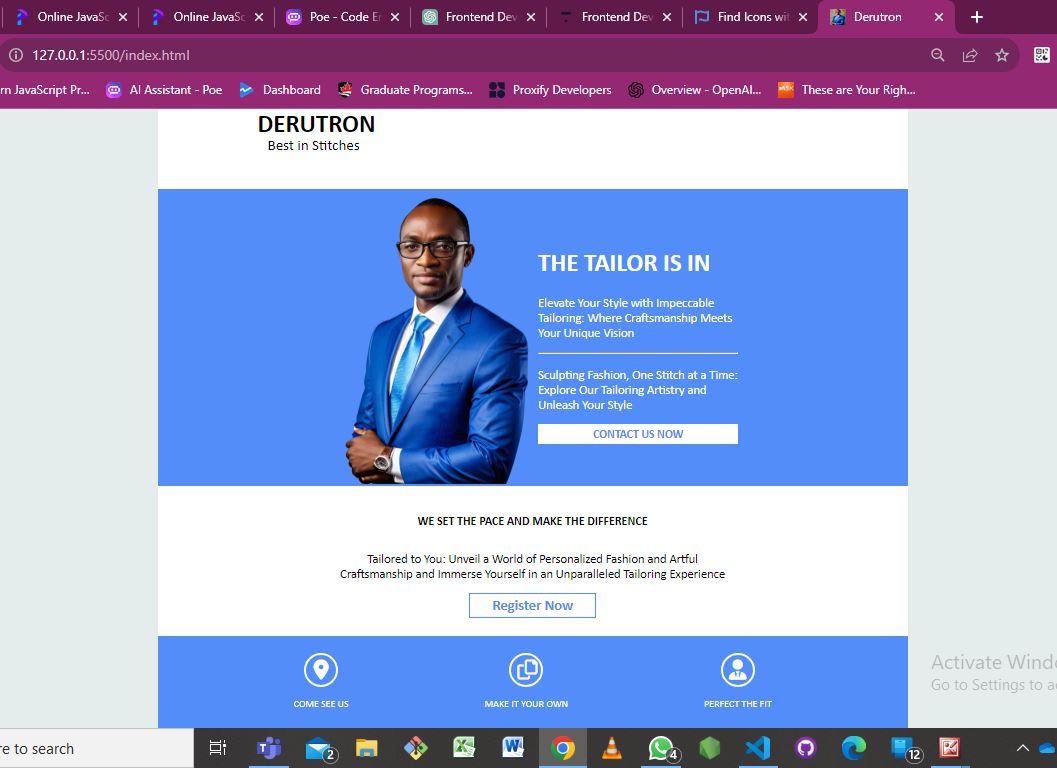 Online JavaSc
Online JavaSc
Poe - Code Er
Frontend Dev
Frontend Dev
Find Icons wit
Derutron
127.0.0.1:5500/index.html
rn JavaScript Pr...
AI Assistant - Poe
Dashboard
Graduate Programs...
Proxify Developers
Overview - OpenAI...
These are Your Righ...
DERUTRON
Best in Stitches
THE TAILOR IS IN
Elevate Your Style with Impeccable
Tailoring: Where Craftsmanship Meets
Your Unique Vision
Sculpting Fashion, One Stitch at a Time:
Explore Our Tailoring Artistry and
Unleash Your Style
CONTACT US NOW
WE SET THE PACE AND MAKE THE DIFFERENCE
Tailored to You: Unveil a World of Personalized Fashion and Artful
Craftsmanship and Immerse Yourself in an Unparalleled Tailoring Experience
Register Now
COME SEE US
MAKE IT YOUR OWN
PERFECT THE FIT
Activate Windo
Go to Settings to a
re to search
2
4
12